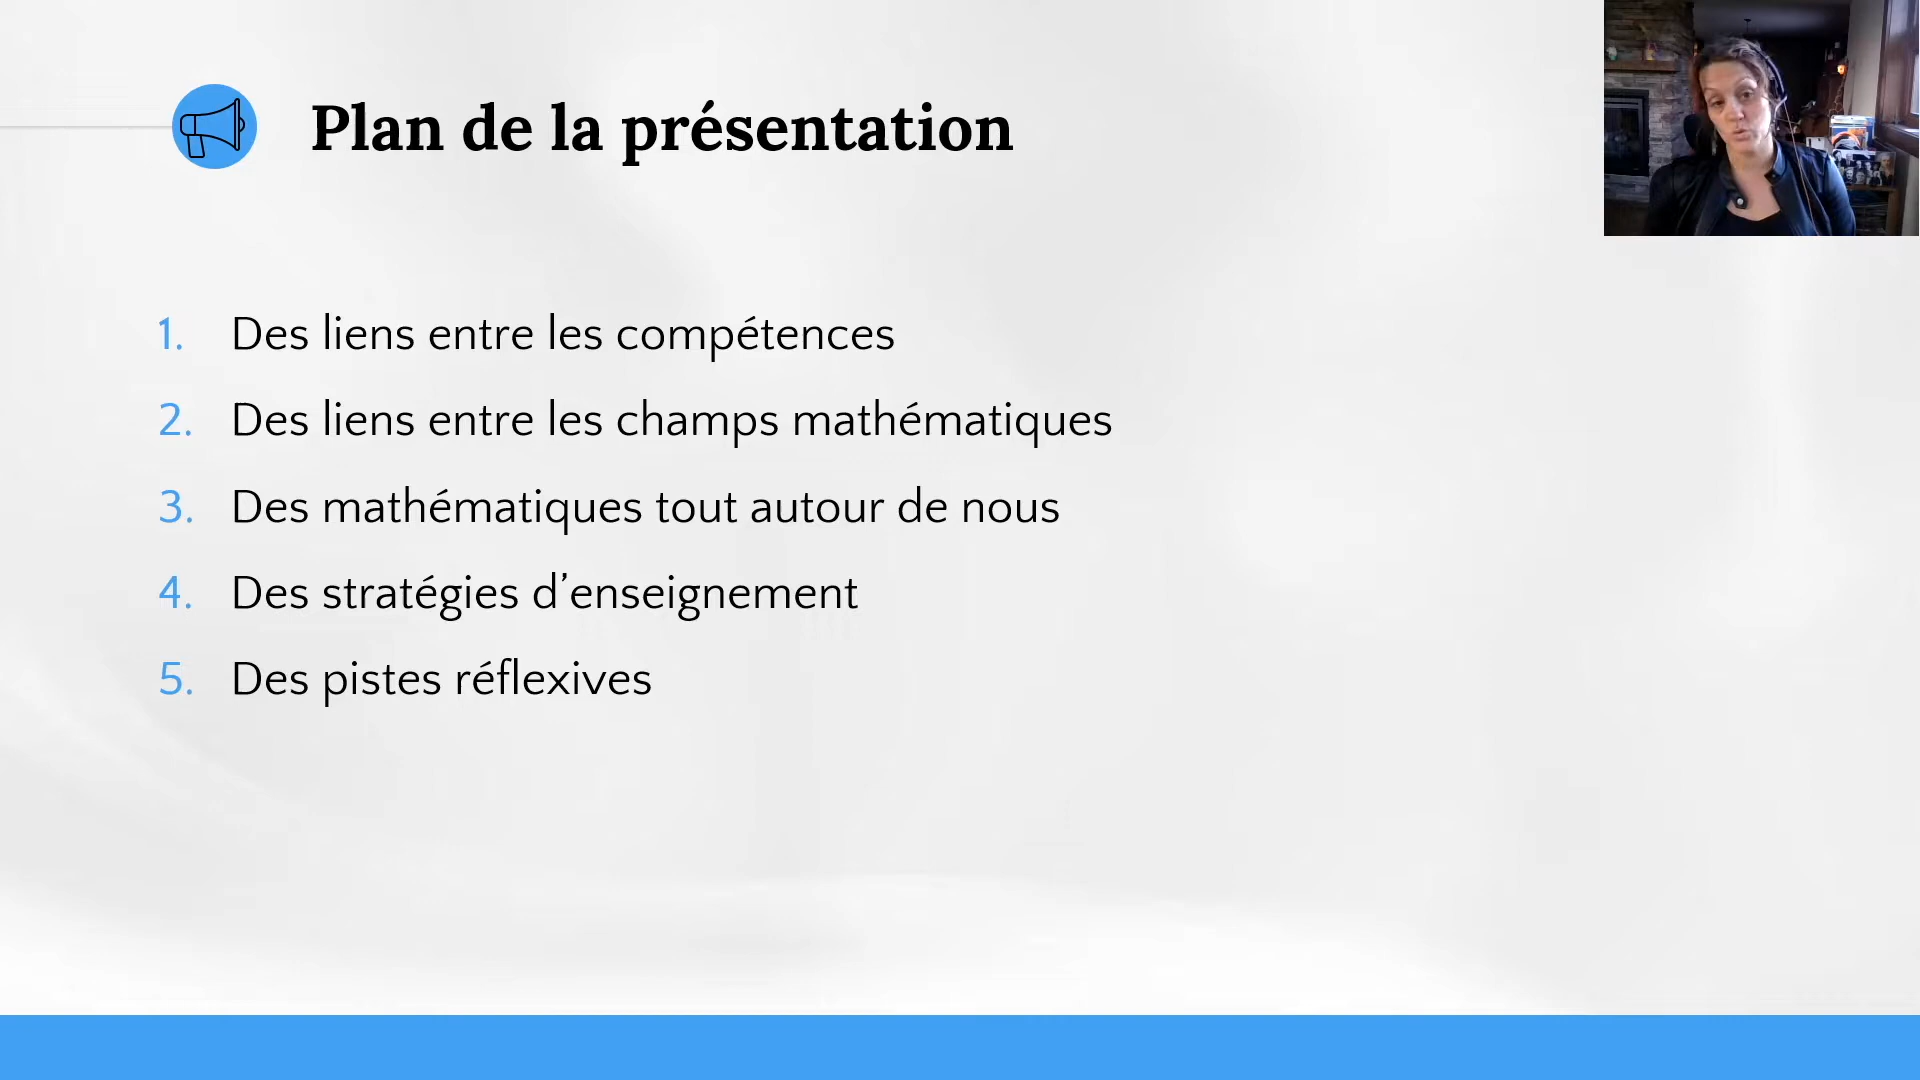 Plan de la présentation
1. Des liens entre les compétences
2. Des liens entre les champs mathématiques
3. Des mathématiques tout autour de nous
4. Des stratégies d’enseignement
5. Des pistes réflexives